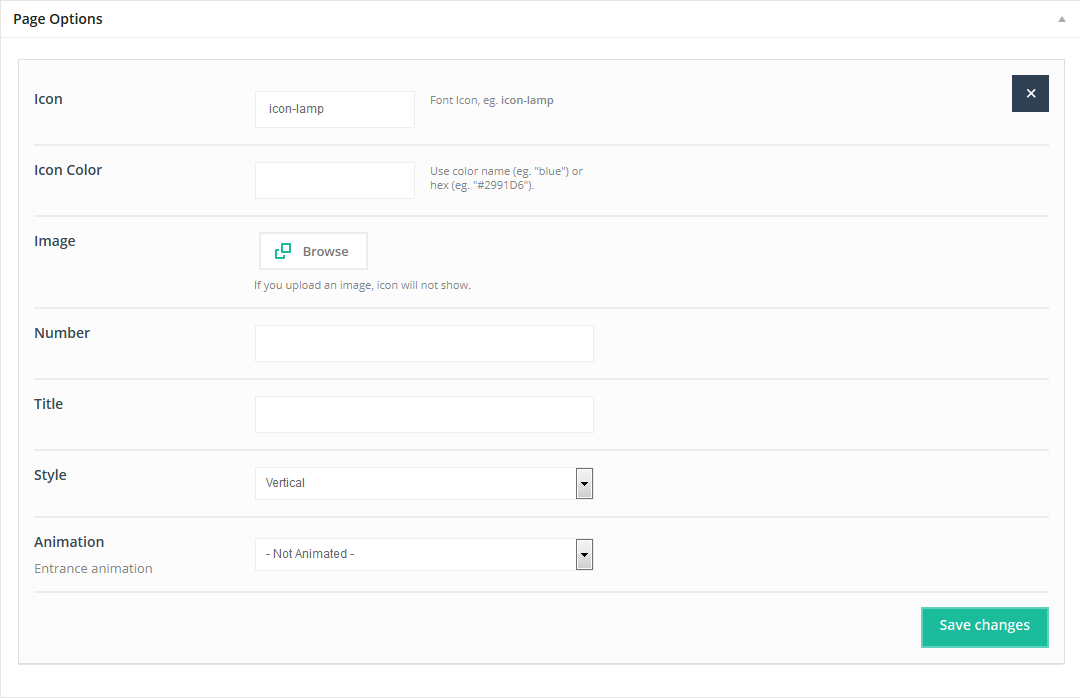 Page Options
Icon
icon-lamp
Font Icon, eg. icon-lamp
Icon Color
Use color name (eg. "blue") or
hex (eg. "#2991D6").
Image
Browse
If you upload an image, icon will not show.
Number
Title
Style
Vertical
Animation
- Not Animated -
Entrance animation
Save changes